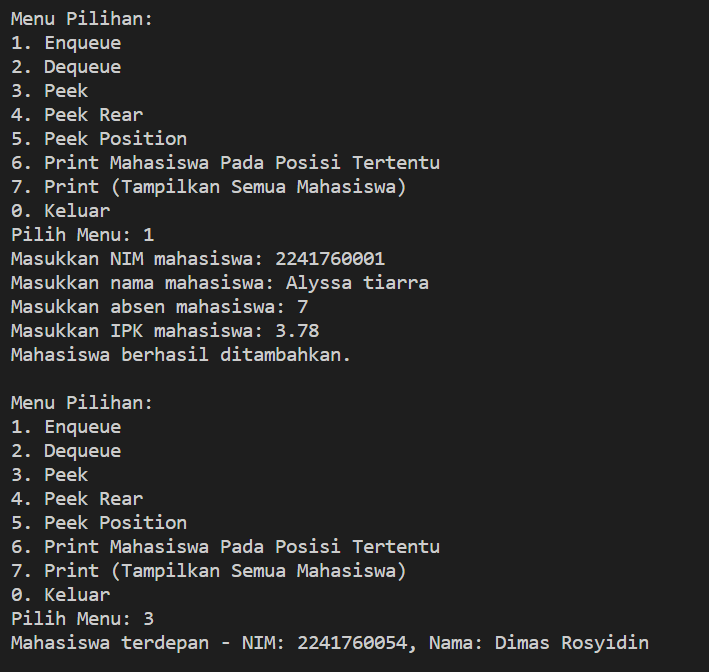 Menu Pilihan:
1. Enqueue
2. Dequeue
3. Peek
4. Peek Rear
5. Peek Position
6. Print Mahasiswa Pada Posisi Tertentu
7. Print (Tampilkan Semua Mahasiswa)
0. Keluar
Pilih Menu: 1
Masukkan NIM mahasiswa: 2241760001
Masukkan nama mahasiswa: Alyssa tiarra
Masukkan absen mahasiswa: 7
Masukkan IPK mahasiswa: 3.78
Mahasiswa berhasil ditambahkan.

Menu Pilihan:
1. Enqueue
2. Dequeue
3. Peek
4. Peek Rear
5. Peek Position
6. Print Mahasiswa Pada Posisi Tertentu
7. Print (Tampilkan Semua Mahasiswa)
0. Keluar
Pilih Menu: 3
Mahasiswa terdepan - NIM: 2241760054, Nama: Dimas Rosyidin